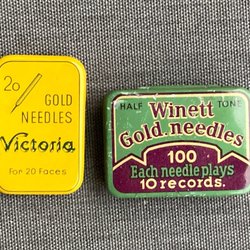 20
GOLD
NEEDLES
Victoria
For 20 Faces
HALF TONE
Winett
Gold needles
100
Each needle plays
10 records.